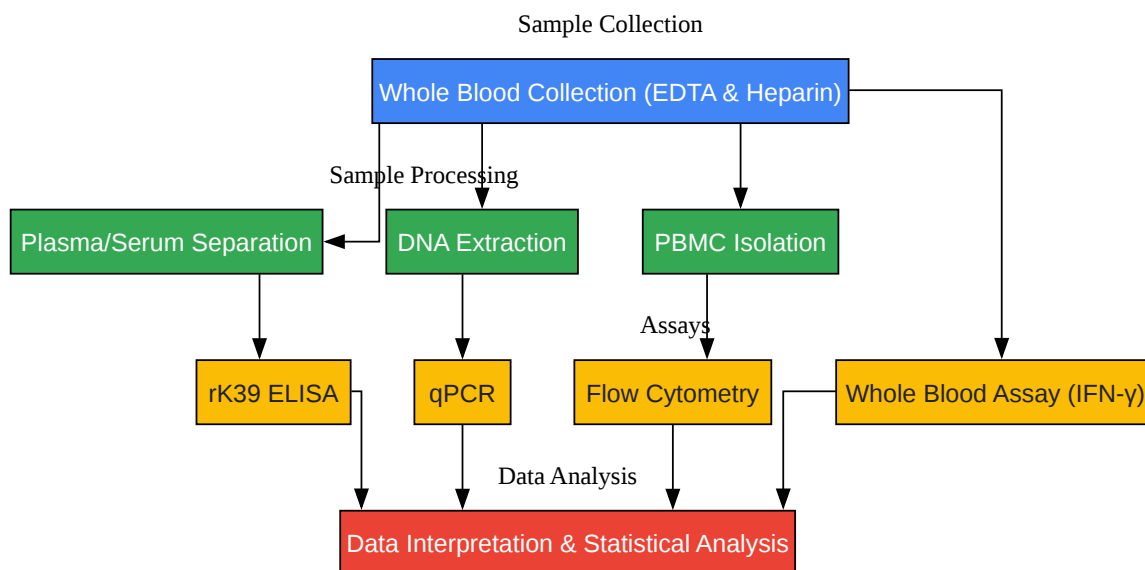 Sample Collection
Whole Blood Collection (EDTA & Heparin)
Sample Processing
Plasma/Serum Separation
DNA Extraction
PBMC Isolation
Assays
rK39 ELISA
qPCR
Flow Cytometry
Whole Blood Assay (IFN-γ)
Data Analysis
Data Interpretation & Statistical Analysis